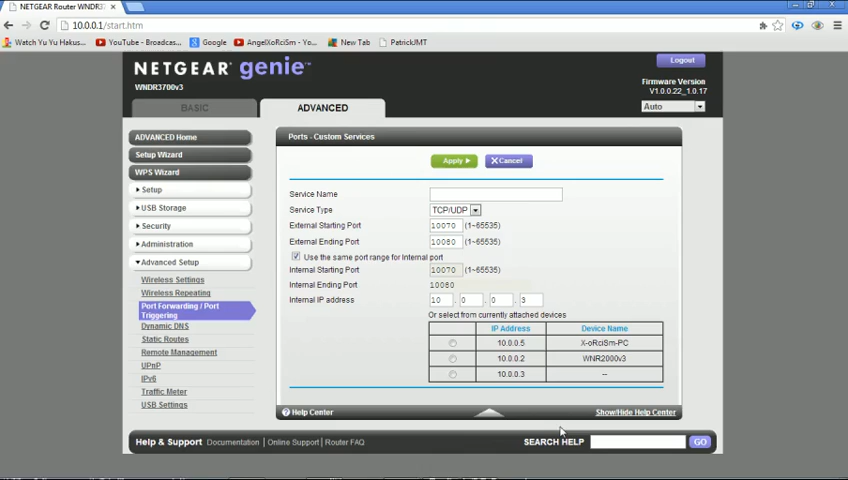 NETGEAR Router WNDR37
10.0.0.1/start.htm
Watch Yu Yu Hakus...
YouTube - Broadcas...
Google
AngelXoRciSm - Yo...
New Tab
PatrickJMT
NETGEAR genie
WNDR3700v3
Logout
Firmware Version
V1.0.0.22_1.0.17
Auto
BASIC
ADVANCED
ADVANCED Home
Setup Wizard
WPS Wizard
Setup
USB Storage
Security
Administration
Advanced Setup
Wireless Settings
Wireless Repeating
Port Forwarding / Port
Triggering
Dynamic DNS
Static Routes
Remote Management
UPnP
IPv6
Traffic Meter
USB Settings
Ports - Custom Services
Apply
Cancel
Service Name
Service Type TCP/UDP
External Starting Port 10070 (1~65535)
External Ending Port 10080 (1~65535)
Use the same port range for Internal port
Internal Starting Port 10070 (1~65535)
Internal Ending Port 10080
Internal IP address 10 . 0 . 0 . 3
Or select from currently attached devices
IP Address Device Name
10.0.0.5 X-oRciSm-PC
10.0.0.2 WNR2000v3
10.0.0.3 --
Help Center
Show/Hide Help Center
Help & Support Documentation | Online Support | Router FAQ
SEARCH HELP
GO